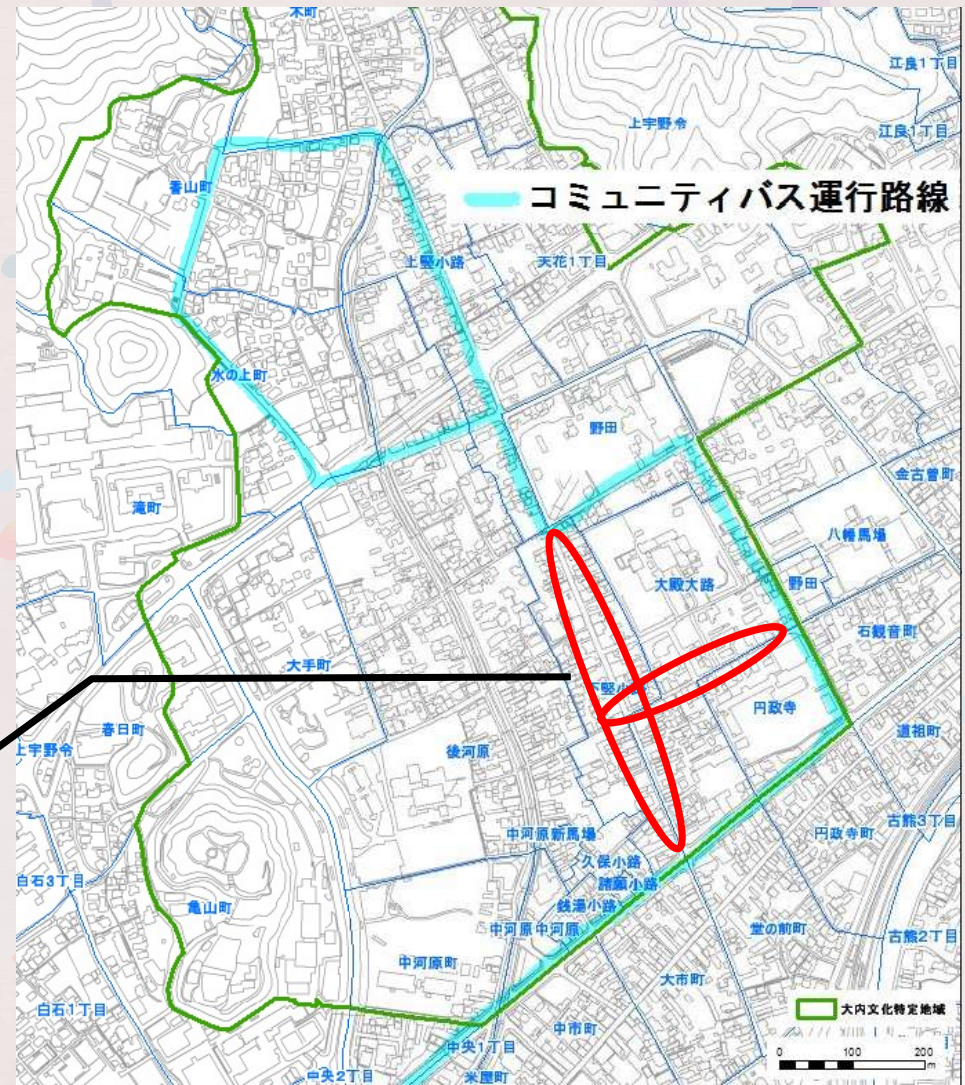 木町
江良1丁目
上宇野令
江良1丁目
香山町
コミュニティバス運行路線
上竪小路
天花1丁目
水の上町
野田
金古曽町
滝町
八幡馬場
大殿大路
野田
石観音町
大手町
下竪小路
円政寺
春日町
上宇野令
道祖町
後河原
古熊3丁目
中河原新馬場
円政寺町
久保小路
白石3丁目
諸願小路
亀山町
銭湯小路
中河原 中河原
堂の前町
古熊2丁目
中河原町
大市町
白石1丁目
大内文化特定地域
中市町
中央1丁目
0 100 200
m
中央2丁目
米屋町